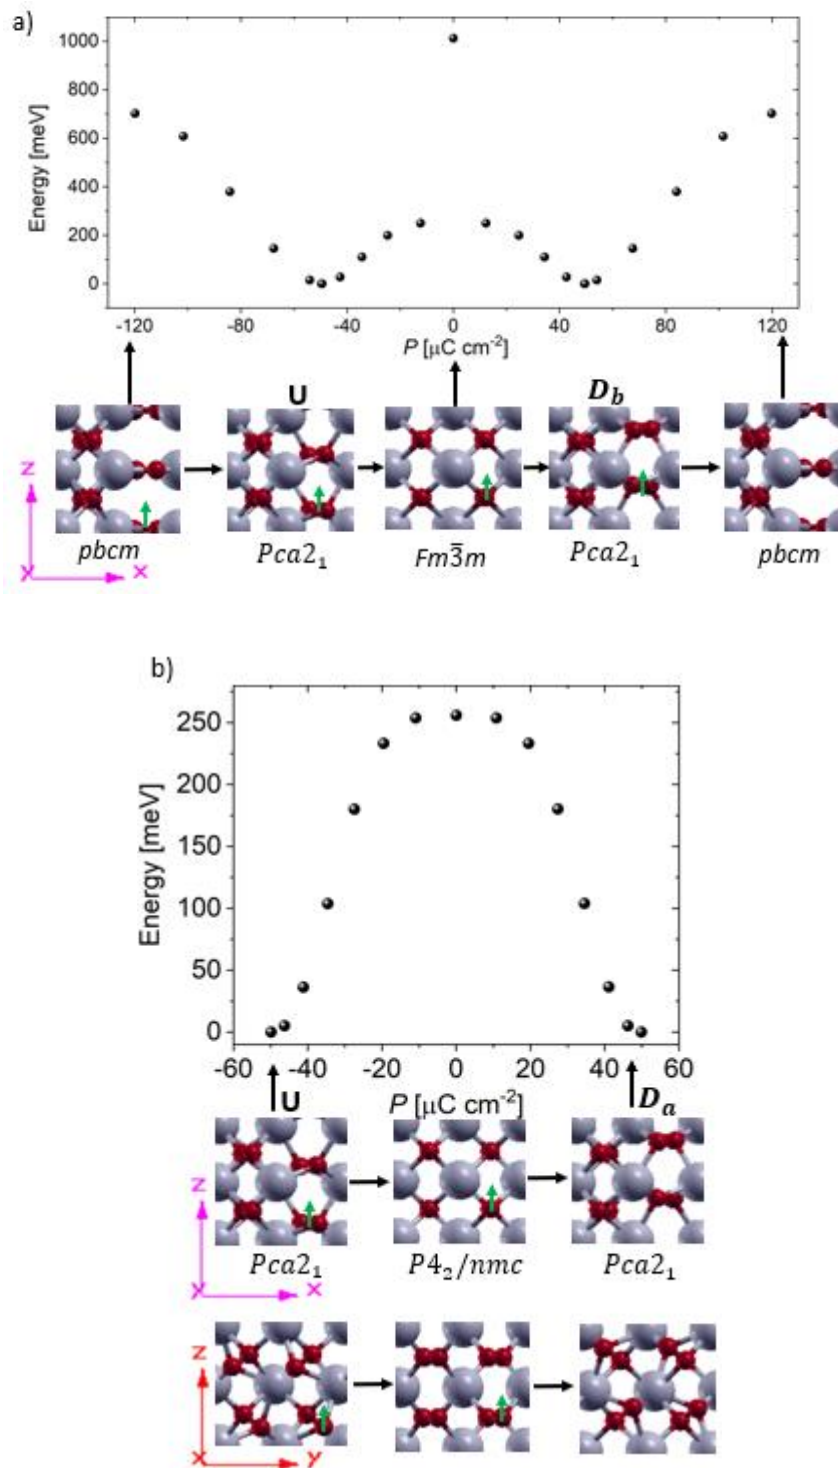 a)
1000
800
600
400
200
0
Energy [meV]
-120 -80 -40 0 40 80 120
P [μC cm⁻²]
U D_b
Z
Y X
pbcm Pca2₁ Fm3̅m Pca2₁ pbcm
b)
250
200
150
100
50
0
Energy [meV]
-60 -40 -20 0 20 40 60
U P [μC cm⁻²] D_a
Z
Y X
Pca2₁ P4₂/nmc Pca2₁
Z
X Y